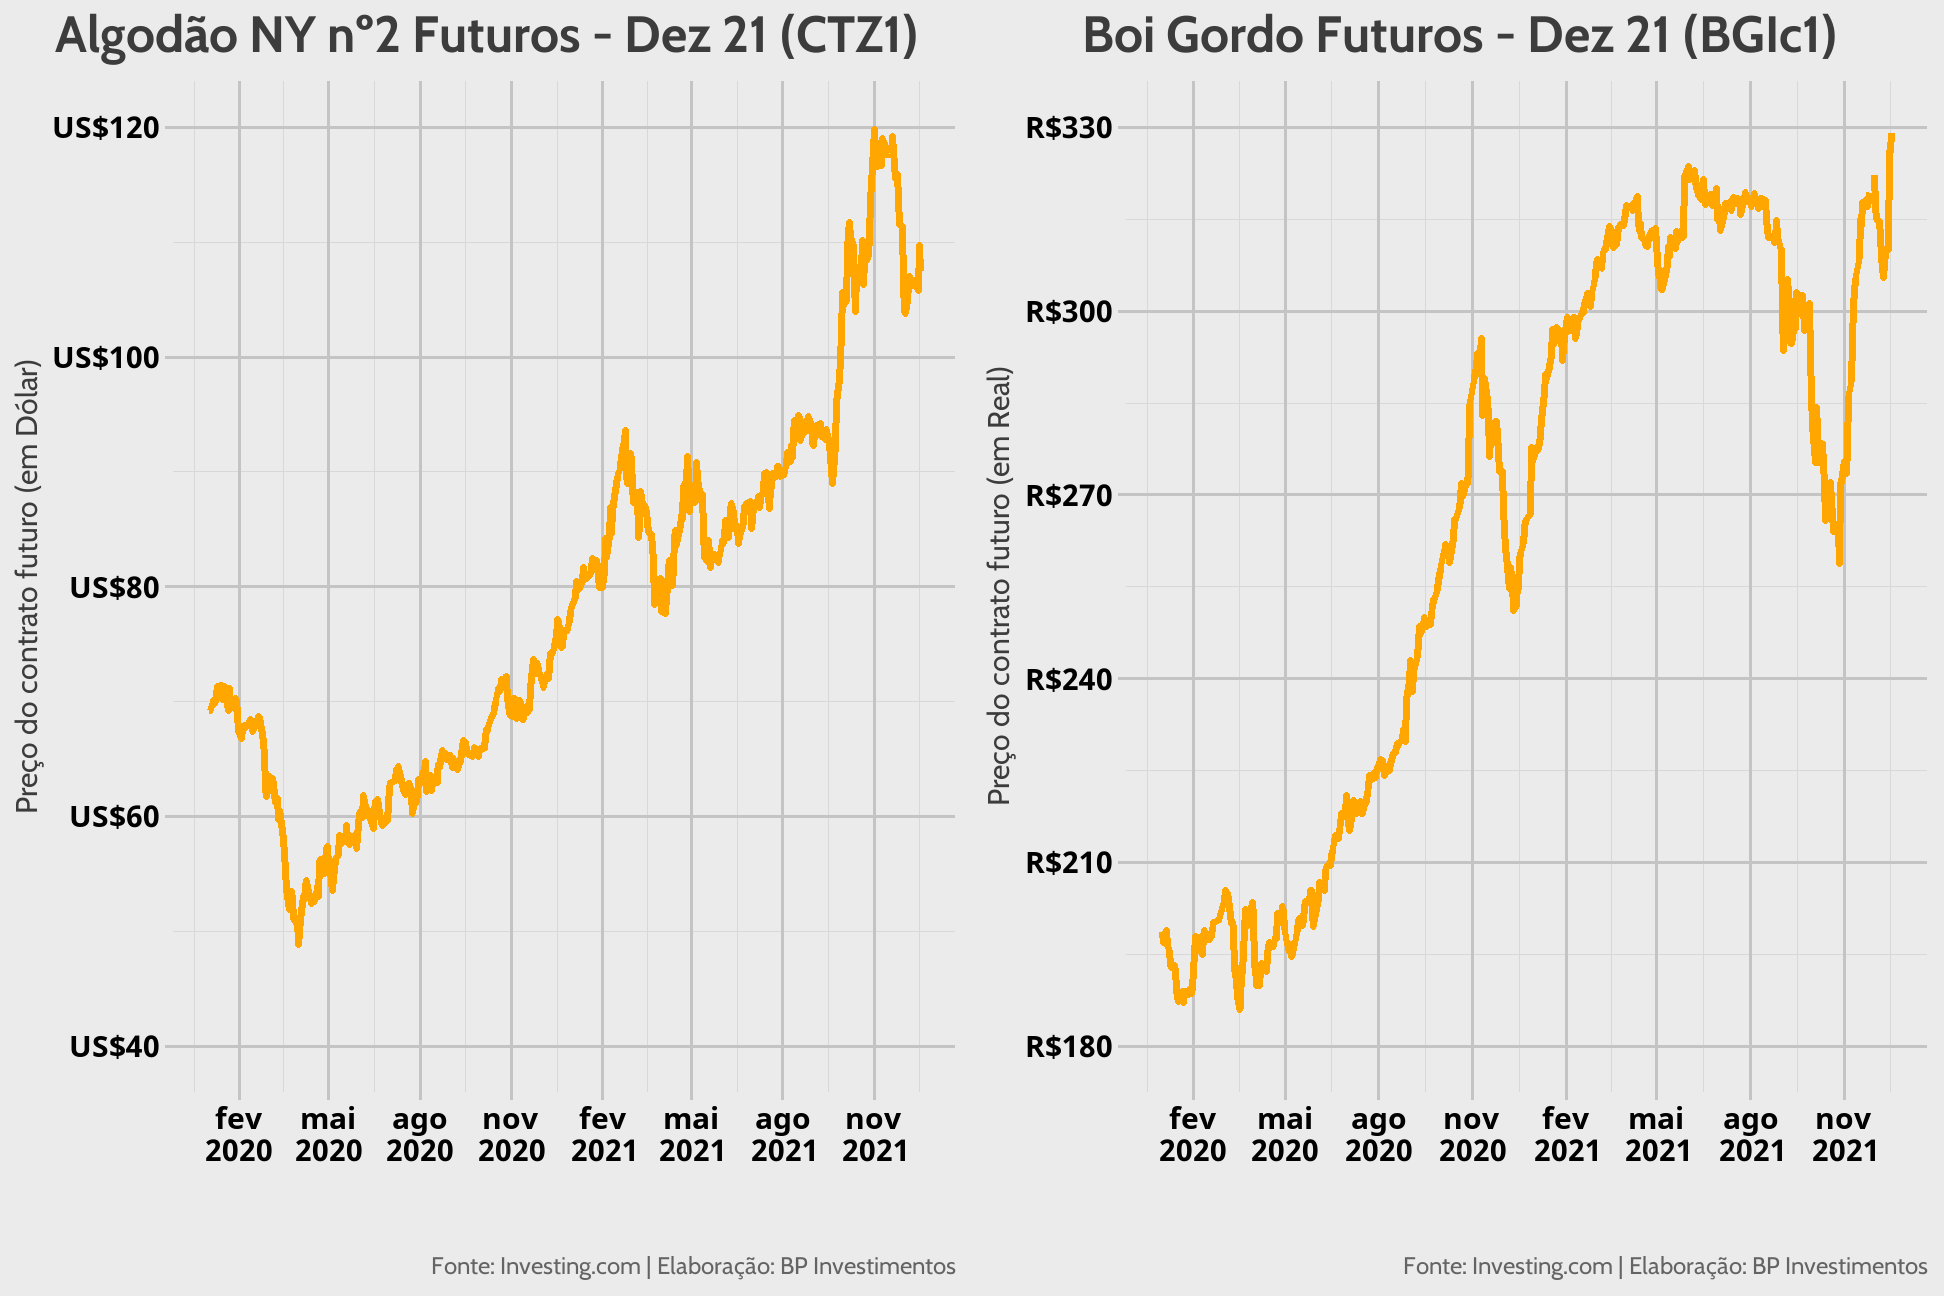 Algodão NY nº2 Futuros - Dez 21 (CTZ1)
Preço do contrato futuro (em Dólar)
US$120
US$100
US$80
US$60
US$40
fev 2020
mai 2020
ago 2020
nov 2020
fev 2021
mai 2021
ago 2021
nov 2021
Fonte: Investing.com | Elaboração: BP Investimentos
Boi Gordo Futuros - Dez 21 (BGIc1)
Preço do contrato futuro (em Real)
R$330
R$300
R$270
R$240
R$210
R$180
fev 2020
mai 2020
ago 2020
nov 2020
fev 2021
mai 2021
ago 2021
nov 2021
Fonte: Investing.com | Elaboração: BP Investimentos